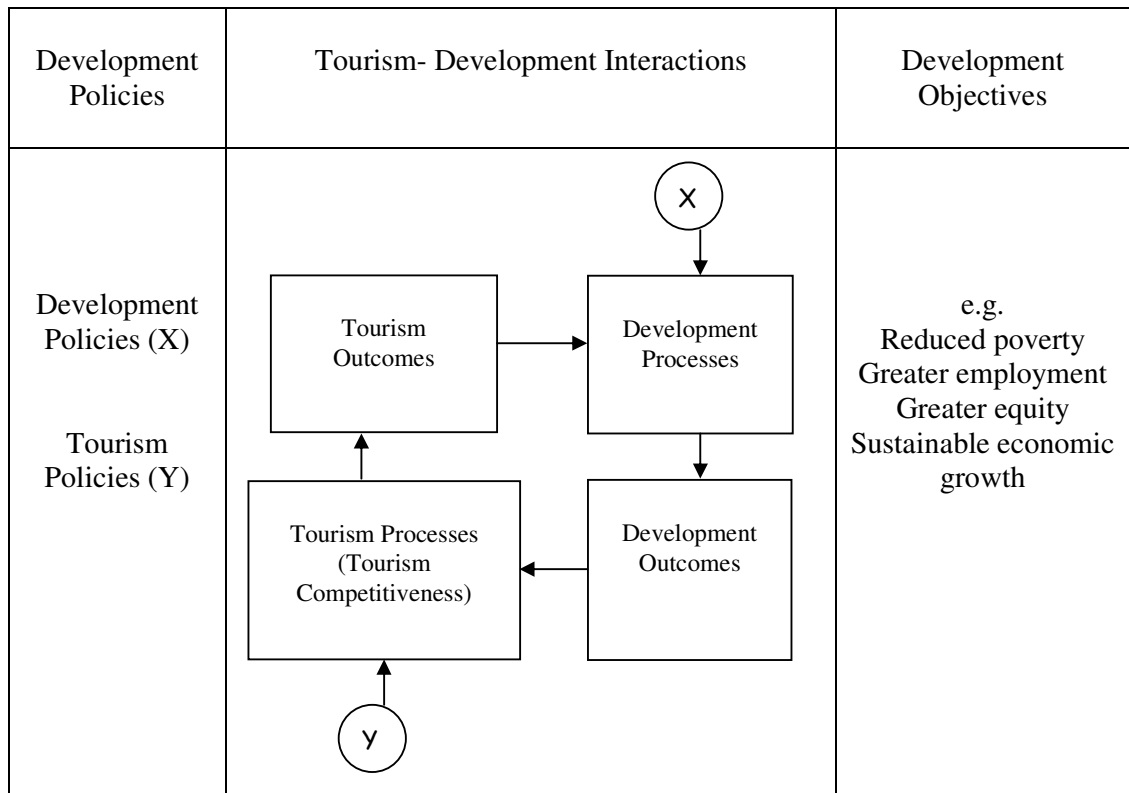 Development
Policies
Tourism- Development Interactions
Development
Objectives
Development
Policies (X)
Tourism
Policies (Y)
X
Tourism
Outcomes
Development
Processes
Tourism Processes
(Tourism
Competitiveness)
Development
Outcomes
y
e.g.
Reduced poverty
Greater employment
Greater equity
Sustainable economic
growth